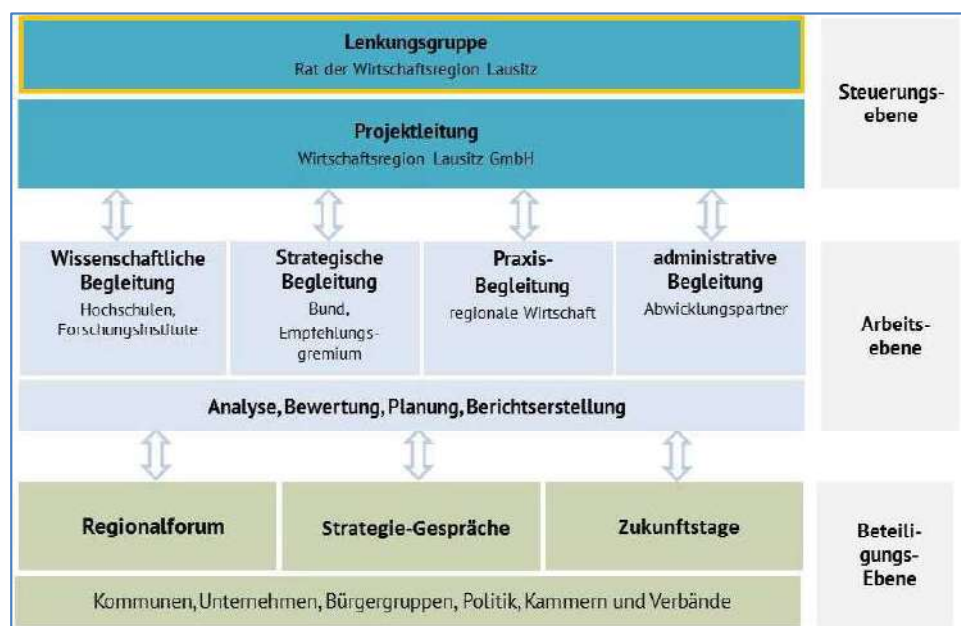 Lenkungsgruppe
Rat der Wirtschaftsregion Lausitz
Steuerungs-
ebene
Projektleitung
Wirtschaftsregion Lausitz GmbH
Wissenschaftliche
Begleitung
Hochschulen,
Forschungsinstitute
Strategische
Begleitung
Bund,
Empfehlungs-
gremium
Praxis-
Begleitung
regionale Wirtschaft
administrative
Begleitung
Abwicklungspartner
Arbeits-
ebene
Analyse, Bewertung, Planung, Berichtserstellung
Regionalforum
Strategie-Gespräche
Zukunftstage
Beteili-
gungs-
Ebene
Kommunen, Unternehmen, Bürgergruppen, Politik, Kammern und Verbände